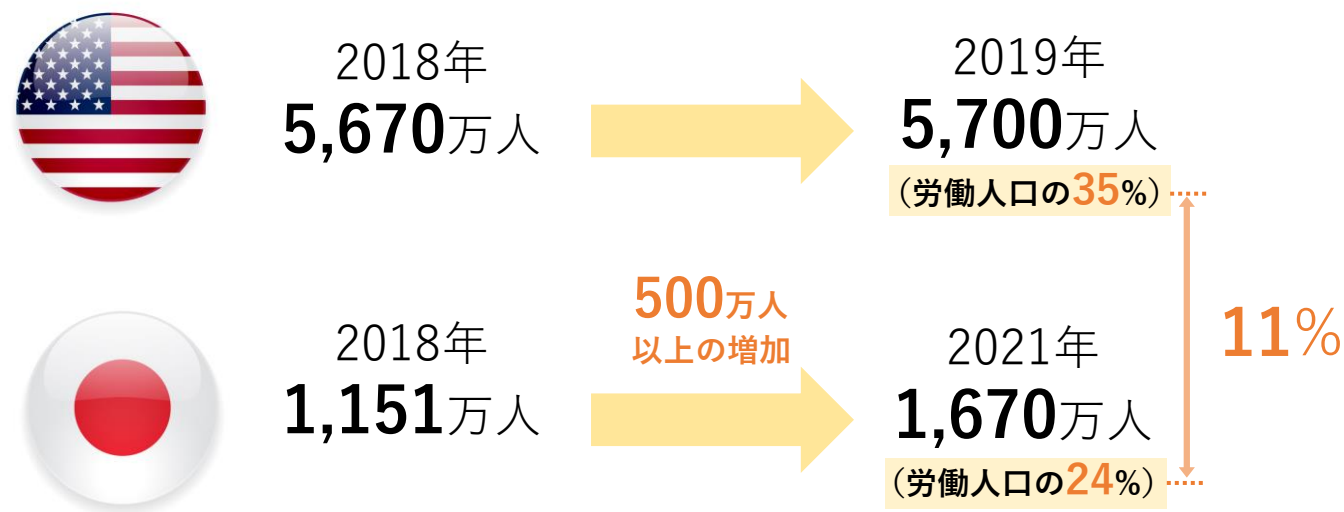 2018年
5,670万人
2019年
5,700万人
（労働人口の35%）
2018年
1,151万人
500万人
以上の増加
2021年
1,670万人
（労働人口の24%）
11%